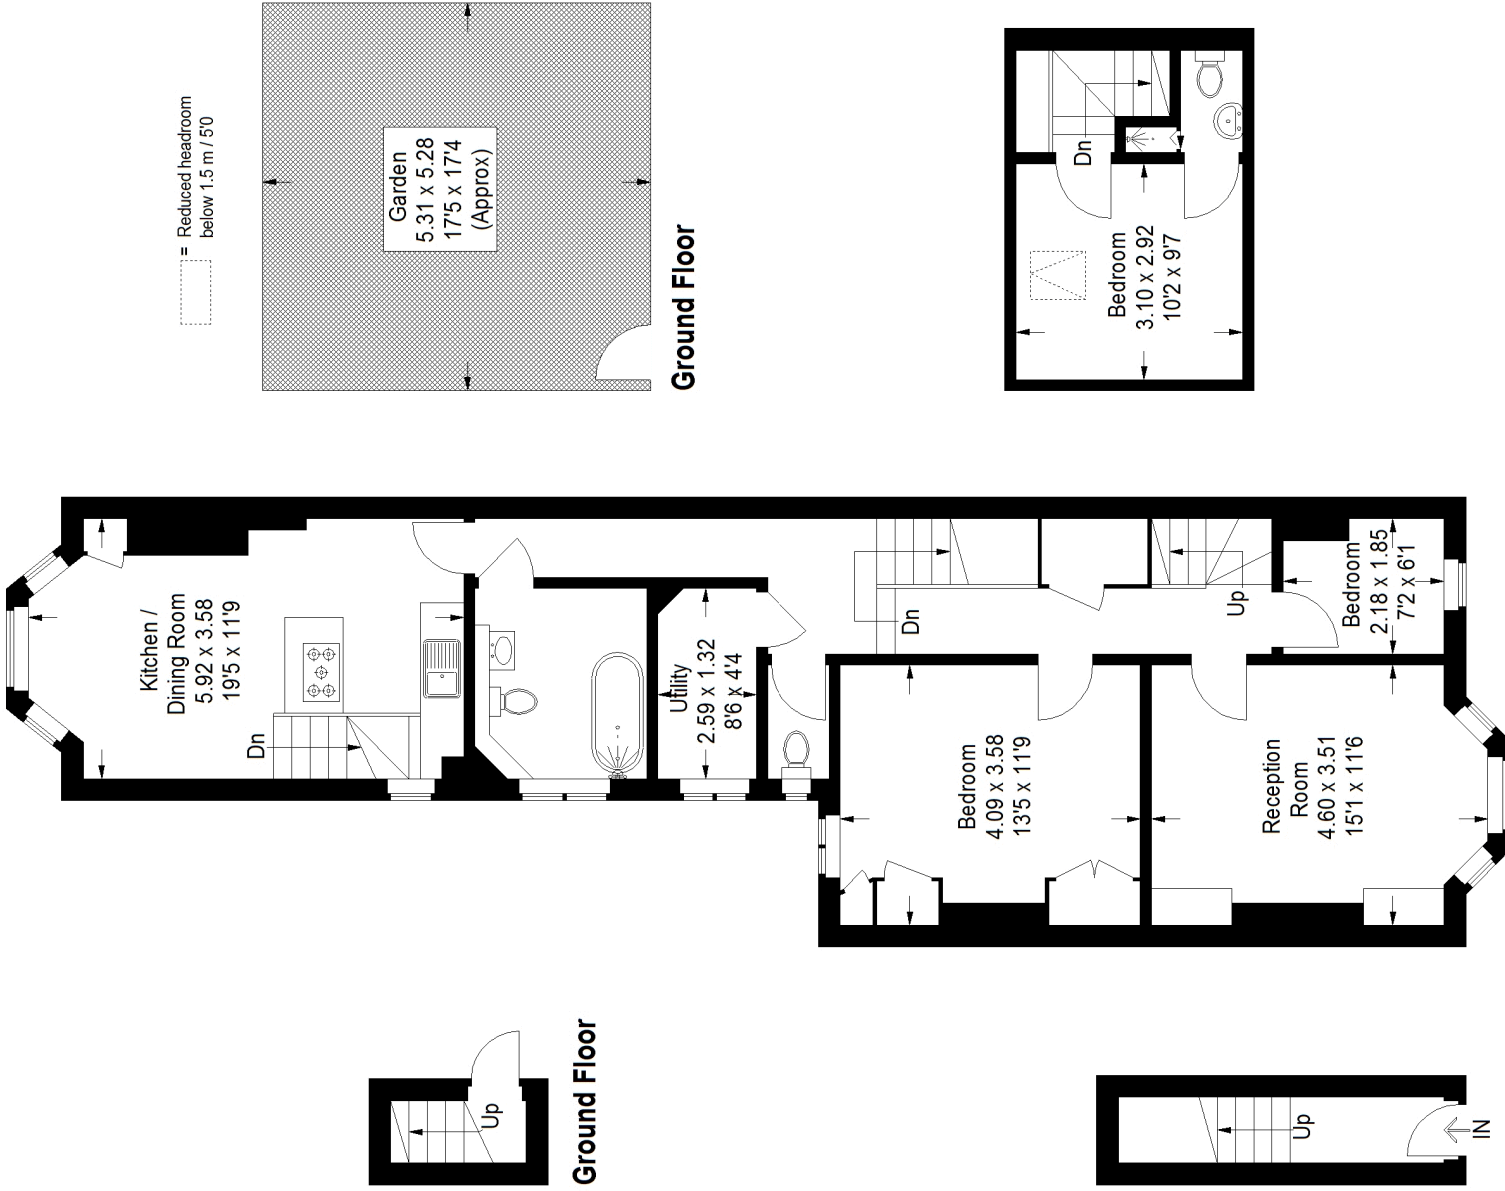 = Reduced headroom
below 1.5 m / 5'0
Garden
5.31 x 5.28
17'5 x 17'4
(Approx)
Ground Floor
Dn
Bedroom
3.10 x 2.92
10'2 x 9'7
Kitchen /
Dining Room
5.92 x 3.58
19'5 x 11'9
Dn
Utility
2.59 x 1.32
8'6 x 4'4
Dn
Up
Bedroom
2.18 x 1.85
7'2 x 6'1
Bedroom
4.09 x 3.58
13'5 x 11'9
Reception
Room
4.60 x 3.51
15'1 x 11'6
Up
Ground Floor
Up
IN